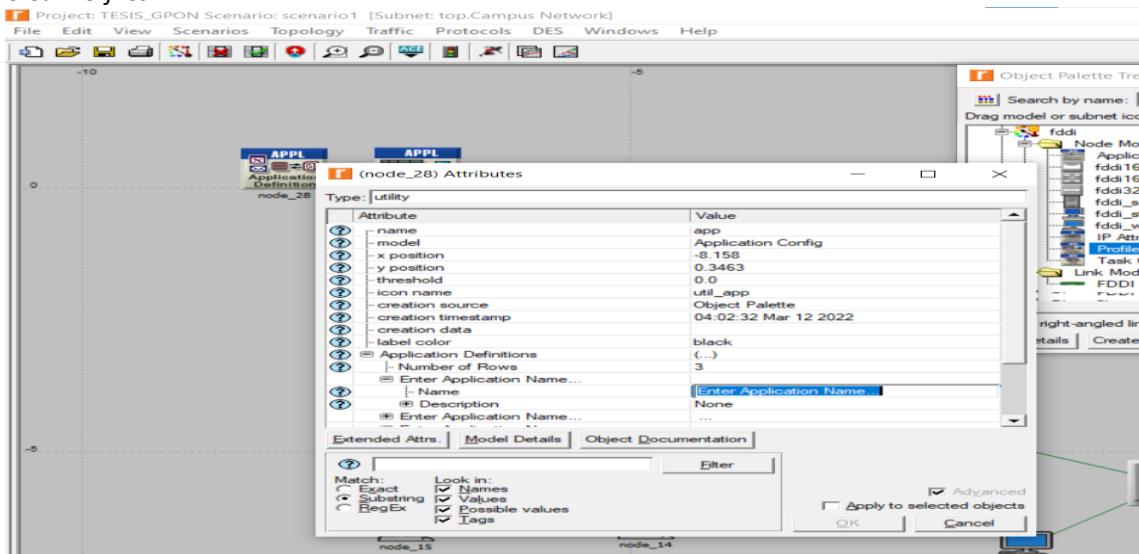 Project: TESIS_GPON Scenario: scenario1 [Subnet: top.Campus Network]
File Edit View Scenarios Topology Traffic Protocols DES Windows Help
-10
-5
Object Palette Tre
Search by name:
Drag model or subnet ico
fddi
Node Mo
Applic
fddi16
fddi16
fddi32
fddi_s
fddi_s
fddi_w
IP Attr
Profile
Task
Link Mod
FDDI
right-angled lin
etails Create
APPL
Applicatio
Definition
node_28
APPL
0
-5
(node_28) Attributes
Type: utility
Attribute Value
name app
model Application Config
x position -8.158
y position 0.3463
threshold 0.0
icon name util_app
creation source Object Palette
creation timestamp 04:02:32 Mar 12 2022
creation data
label color black
Application Definitions (...)
Number of Rows 3
Enter Application Name...
Name Enter Application Name...
Description None
Enter Application Name... ...
Extended Attrs. Model Details Object Documentation
Filter
Match: Look in:
Exact Names
Substring Values
RegEx Possible values
Tags
Advanced
Apply to selected objects
OK Cancel
node_15
node_14